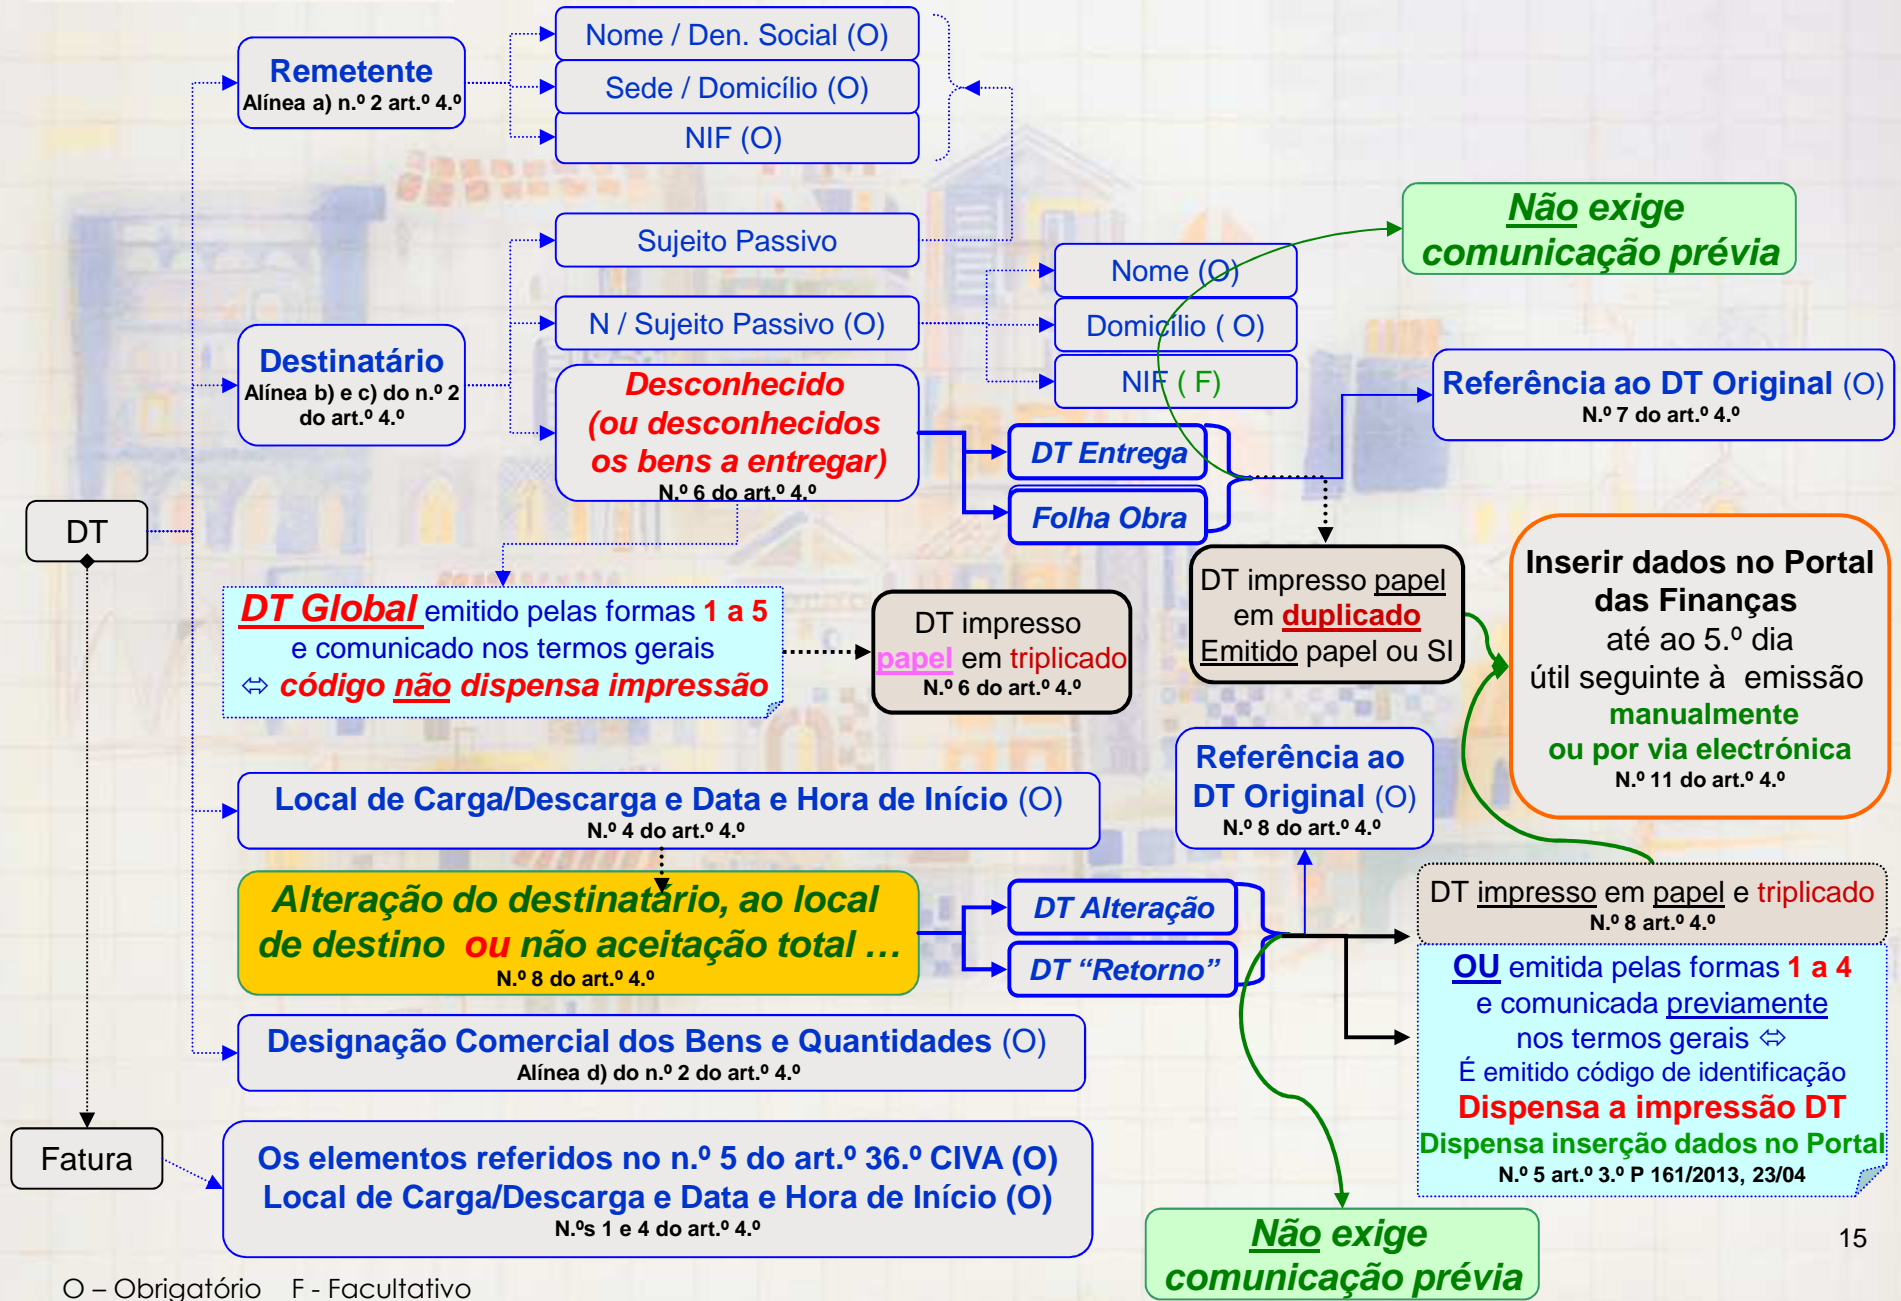 Remetente
Alínea a) n.º 2 art.º 4.º
Nome / Den. Social (O)
Sede / Domicílio (O)
NIF (O)
Destinatário
Alínea b) e c) do n.º 2
do art.º 4.º
Sujeito Passivo
N / Sujeito Passivo (O)
Desconhecido
(ou desconhecidos
os bens a entregar)
N.º 6 do art.º 4.º
Nome (O)
Domicílio ( O)
NIF ( F)
Não exige
comunicação prévia
DT Entrega
Folha Obra
Referência ao DT Original (O)
N.º 7 do art.º 4.º
DT
DT Global emitido pelas formas 1 a 5
e comunicado nos termos gerais
⇔ código não dispensa impressão
DT impresso
papel em triplicado
N.º 6 do art.º 4.º
DT impresso papel
em duplicado
Emitido papel ou SI
Inserir dados no Portal
das Finanças
até ao 5.º dia
útil seguinte à emissão
manualmente
ou por via electrónica
N.º 11 do art.º 4.º
Local de Carga/Descarga e Data e Hora de Início (O)
N.º 4 do art.º 4.º
Referência ao
DT Original (O)
N.º 8 do art.º 4.º
Alteração do destinatário, ao local
de destino ou não aceitação total …
N.º 8 do art.º 4.º
DT Alteração
DT “Retorno”
DT impresso em papel e triplicado
N.º 8 art.º 4.º
OU emitida pelas formas 1 a 4
e comunicada previamente
nos termos gerais ⇔
É emitido código de identificação
Dispensa a impressão DT
Dispensa inserção dados no Portal
N.º 5 art.º 3.º P 161/2013, 23/04
Designação Comercial dos Bens e Quantidades (O)
Alínea d) do n.º 2 do art.º 4.º
Fatura
Os elementos referidos no n.º 5 do art.º 36.º CIVA (O)
Local de Carga/Descarga e Data e Hora de Início (O)
N.ºs 1 e 4 do art.º 4.º
Não exige
comunicação prévia
15
O – Obrigatório F - Facultativo